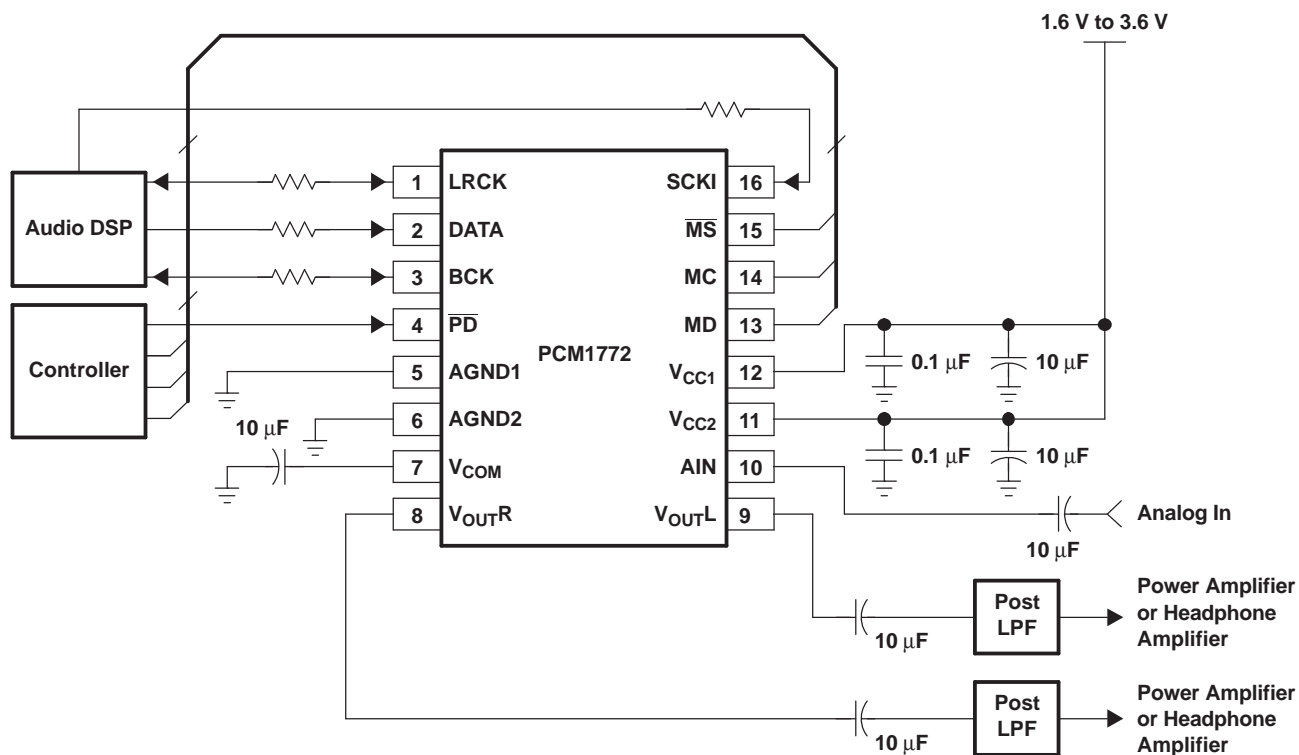 1.6 V to 3.6 V
Audio DSP
Controller
PCM1772
1 LRCK
2 DATA
3 BCK
4 P̅D̅
5 AGND1
6 AGND2
7 VCOM
8 VOUTR
SCKI 16
M̅S̅ 15
MC 14
MD 13
VCC1 12
VCC2 11
AIN 10
VOUTL 9
10 μF
0.1 μF
10 μF
0.1 μF
10 μF
Analog In
10 μF
10 μF
Post
LPF
Power Amplifier
or Headphone
Amplifier
10 μF
Post
LPF
Power Amplifier
or Headphone
Amplifier